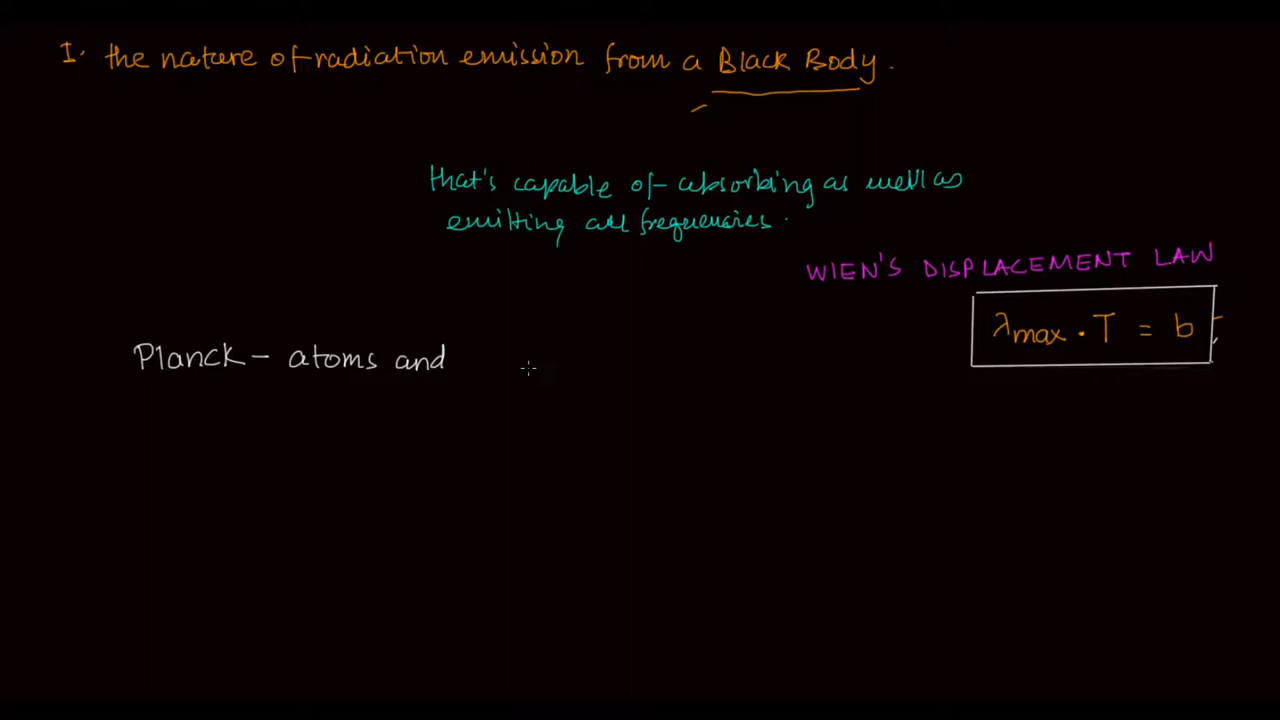 I. the nature of radiation emission from a Black Body.
that's capable of absorbing as well as
emitting all frequencies.
WIEN'S DISPLACEMENT LAW
λmax · T = b
Planck - atoms and